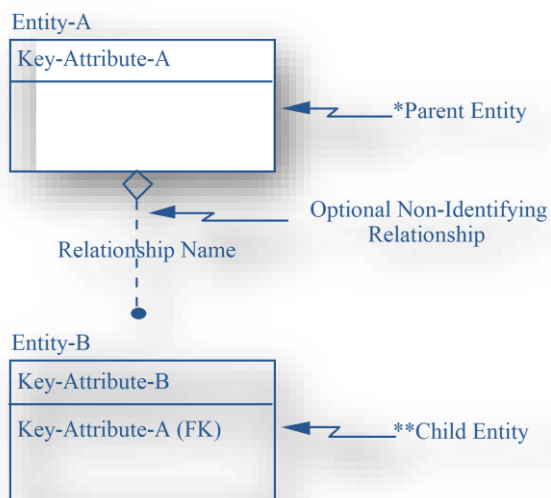 Entity-A
Key-Attribute-A
*Parent Entity
Optional Non-Identifying
Relationship
Relationship Name
Entity-B
Key-Attribute-B
Key-Attribute-A (FK)
**Child Entity